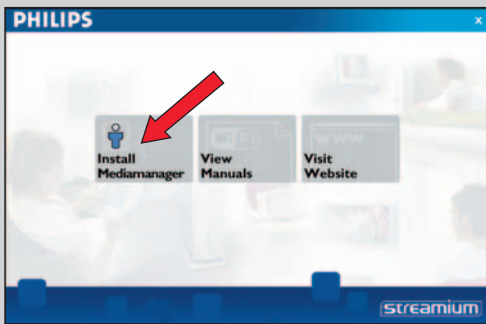 PHILIPS
x
WiFi
www
Install
Mediamanager
View
Manuals
Visit
Website
streamium